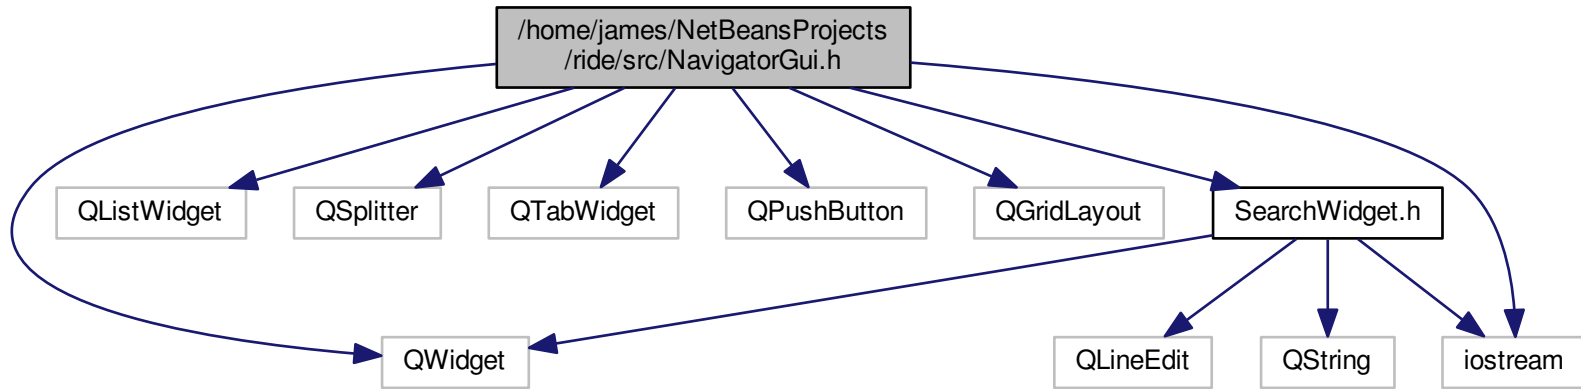 /home/james/NetBeansProjects
/ride/src/NavigatorGui.h
QListWidget
QSplitter
QTabWidget
QPushButton
QGridLayout
SearchWidget.h
QWidget
QLineEdit
QString
iostream